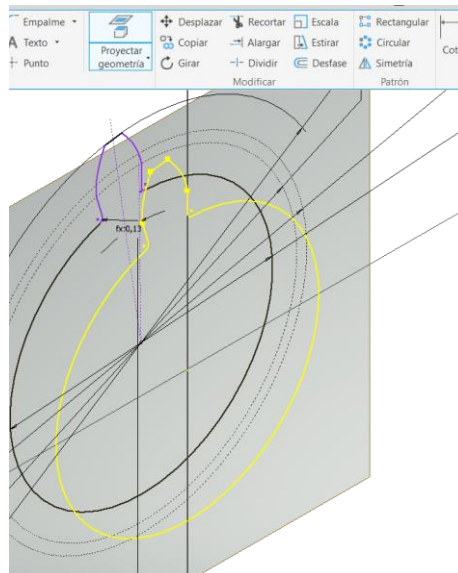 Empalme
Texto
Punto
Proyectar
geometría
Desplazar
Copiar
Girar
Recortar
Alargar
Dividir
Escala
Estirar
Desfase
Modificar
Rectangular
Circular
Simetría
Patrón
Cot
fx:0,13